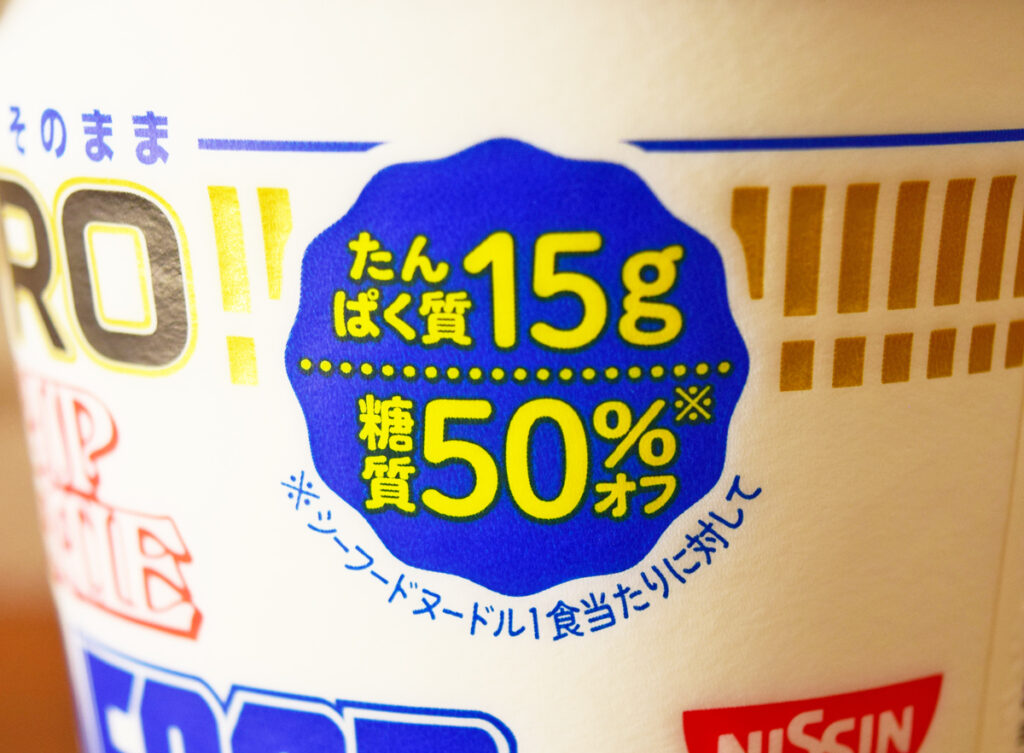 そのまま
RO
たん
ぱく質15g
糖質50%※
オフ
※シーフードヌードル1食当たりに対して
NISSIN